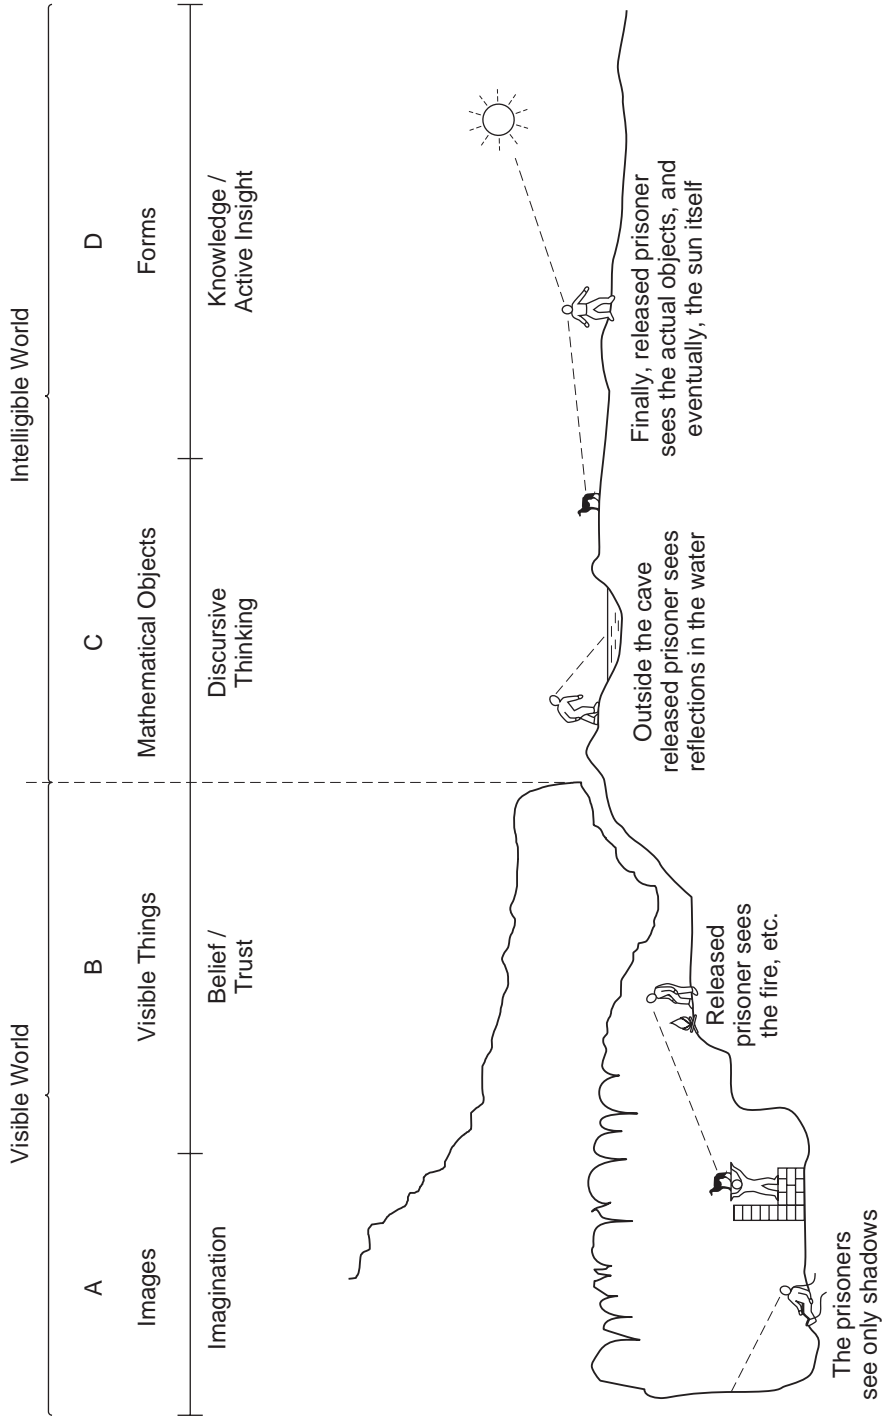 Visible World
Intelligible World
A
B
C
D
Images
Visible Things
Mathematical Objects
Forms
Imagination
Belief /
Trust
Discursive
Thinking
Knowledge /
Active Insight
The prisoners
see only shadows
Released
prisoner sees
the fire, etc.
Outside the cave
released prisoner sees
reflections in the water
Finally, released prisoner
sees the actual objects, and
eventually, the sun itself